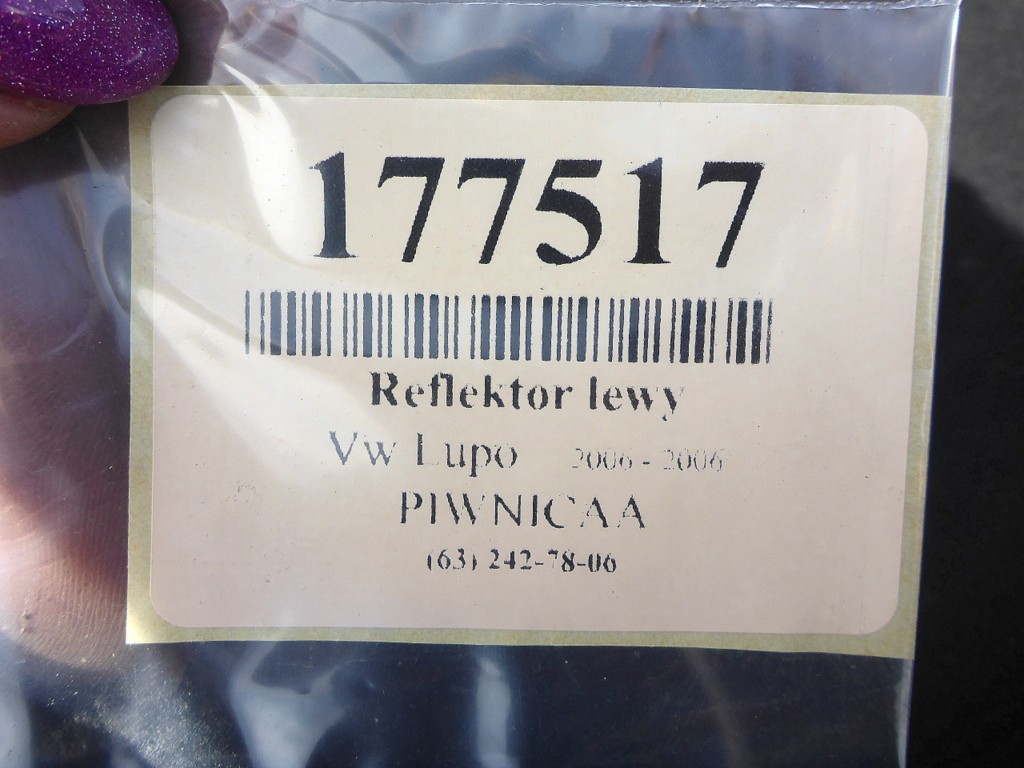 177517
Reflektor lewy
Vw Lupo 2006 - 2006
PIWNICAA
(63) 242-78-06